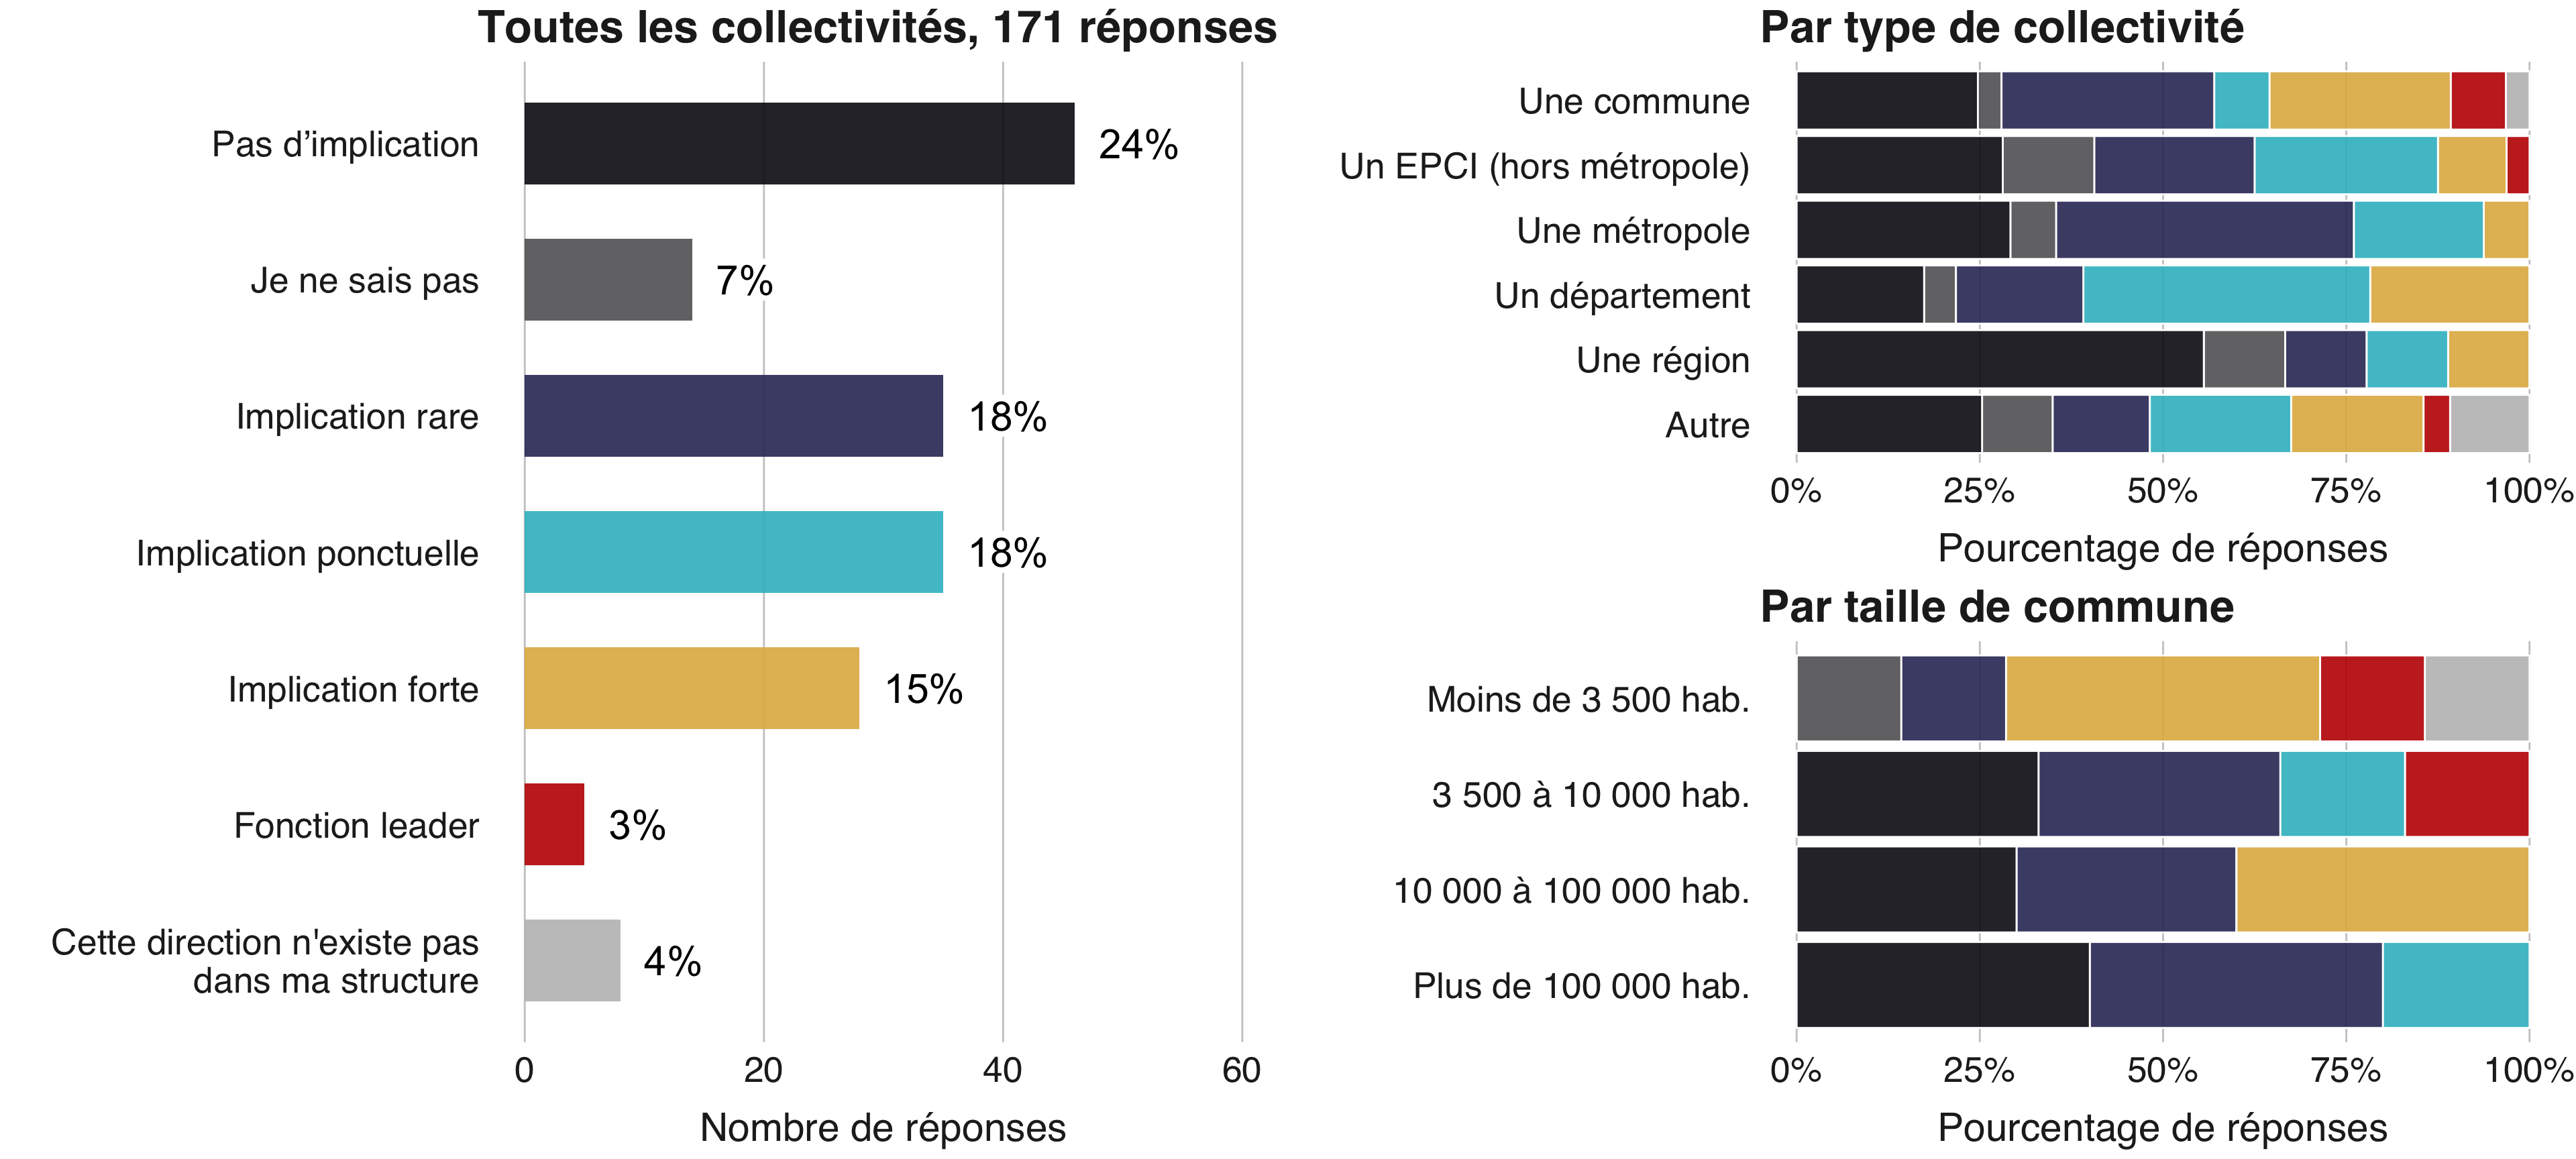 Toutes les collectivités, 171 réponses
Pas d’implication
24%
Je ne sais pas
7%
Implication rare
18%
Implication ponctuelle
18%
Implication forte
15%
Fonction leader
3%
Cette direction n'existe pas
dans ma structure
4%
0 20 40 60
Nombre de réponses
Par type de collectivité
Une commune
Un EPCI (hors métropole)
Une métropole
Un département
Une région
Autre
0% 25% 50% 75% 100%
Pourcentage de réponses
Par taille de commune
Moins de 3 500 hab.
3 500 à 10 000 hab.
10 000 à 100 000 hab.
Plus de 100 000 hab.
0% 25% 50% 75% 100%
Pourcentage de réponses